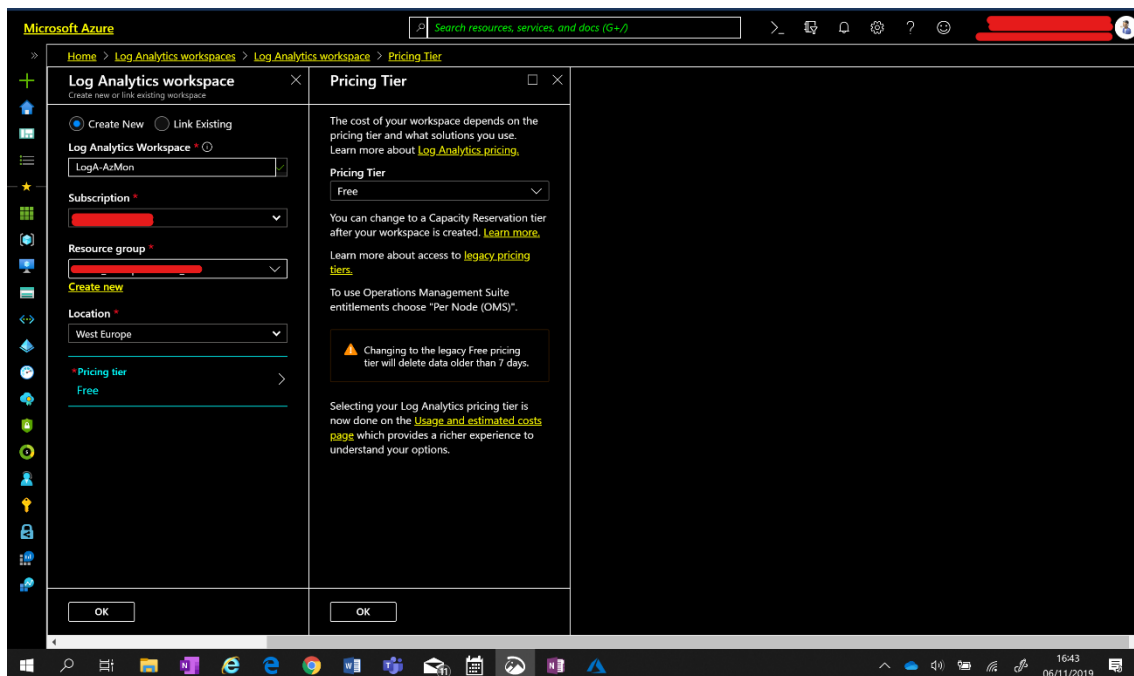 Microsoft Azure
Search resources, services, and docs (G+/)
Home > Log Analytics workspaces > Log Analytics workspace > Pricing Tier
Log Analytics workspace
Create new or link existing workspace
Create New
Link Existing
Log Analytics Workspace *
LogA-AzMon
Subscription *
Resource group *
Create new
Location *
West Europe
*Pricing tier
Free
OK
Pricing Tier
The cost of your workspace depends on the
pricing tier and what solutions you use.
Learn more about Log Analytics pricing.
Pricing Tier
Free
You can change to a Capacity Reservation tier
after your workspace is created. Learn more.
Learn more about access to legacy pricing
tiers.
To use Operations Management Suite
entitlements choose "Per Node (OMS)".
Changing to the legacy Free pricing
tier will delete data older than 7 days.
Selecting your Log Analytics pricing tier is
now done on the Usage and estimated costs
page which provides a richer experience to
understand your options.
OK
16:43
06/11/2019